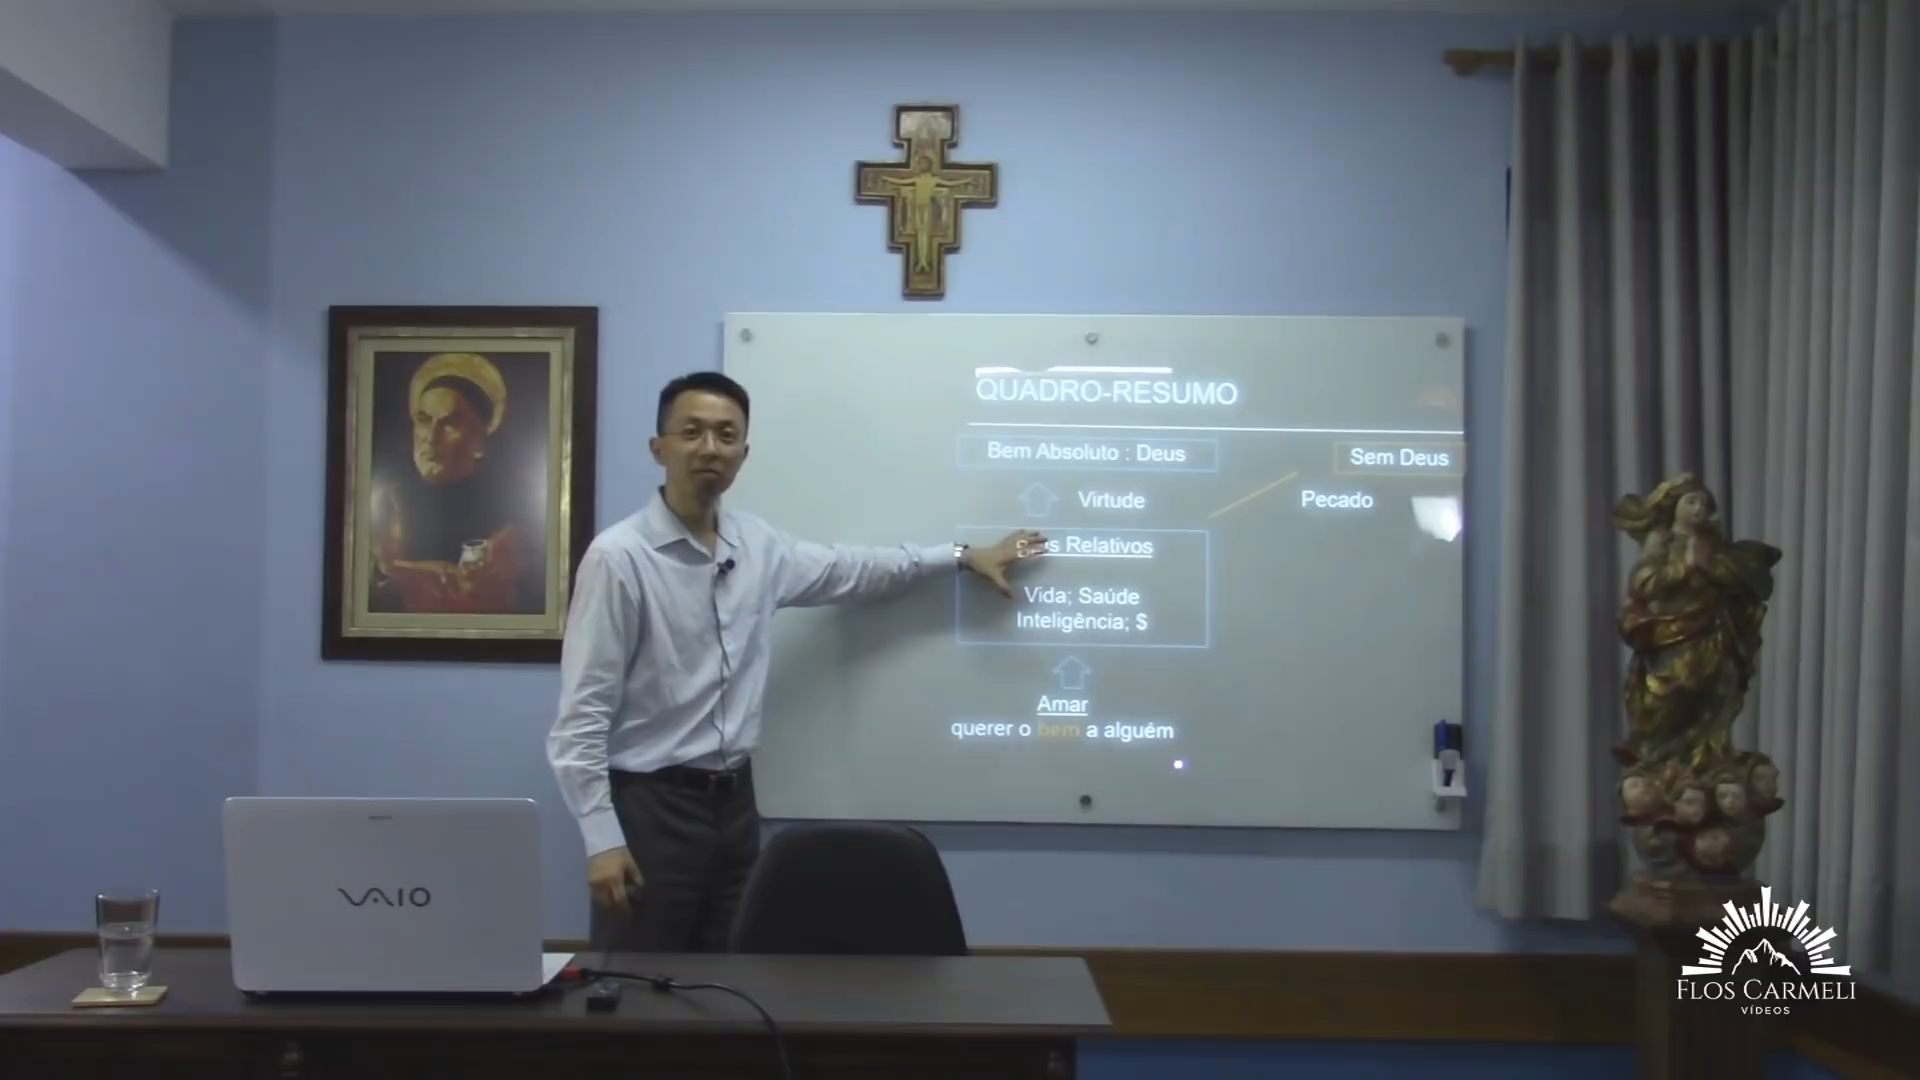 QUADRO-RESUMO
Bem Absoluto : Deus
Sem Deus
Virtude
Pecado
Relativos
Vida; Saúde
Inteligência; $
Amar
querer o bem a alguém
VAIO
FLOS CARMELI
VÍDEOS